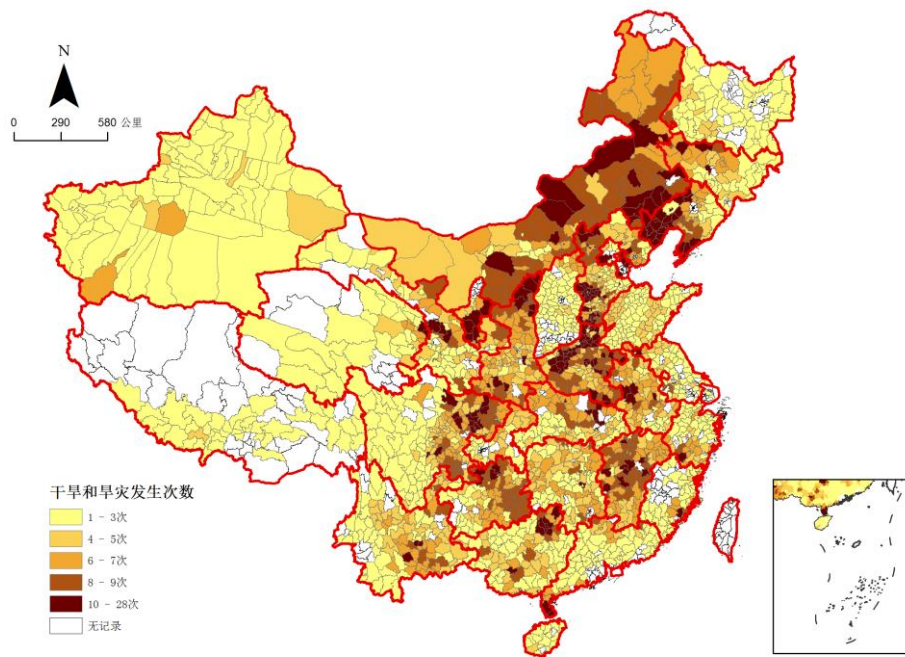 N
0 290 580 公里
干旱和旱灾发生次数
1 - 3次
4 - 5次
6 - 7次
8 - 9次
10 - 28次
无记录